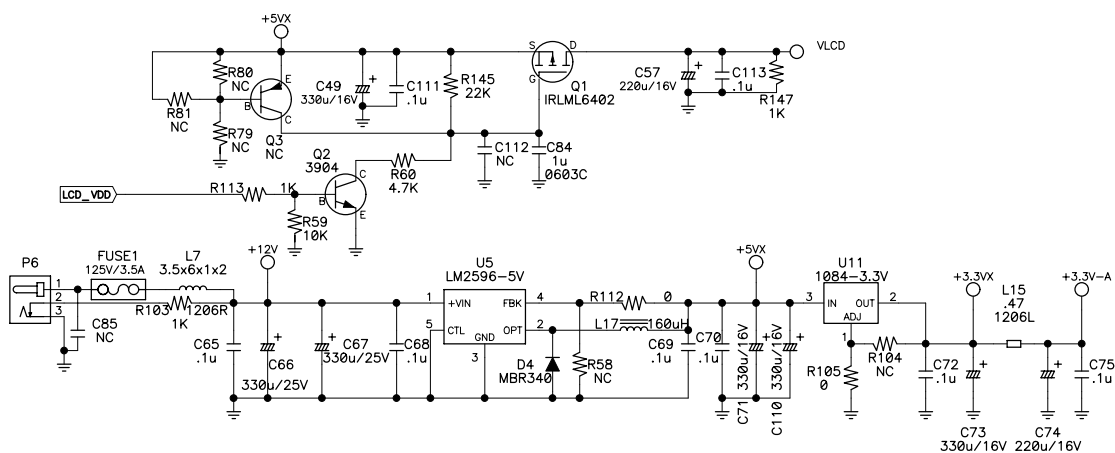 +5VX
R80
NC
R81
NC
R79
NC
E
B
C
Q3
NC
C49
330u/16V
+
C111
.1u
R145
22K
S
D
G
Q1
IRLML6402
C57
220u/16V
+
C113
.1u
R147
1K
VLCD
C112
NC
C84
1u
0603C
Q2
3904
C
B
E
R60
4.7K
LCD_VDD
R113
1K
R59
10K
P6
1
2
3
FUSE1
125V/3.5A
L7
3.5x6x1x2
R103
1206R
1K
C85
NC
+12V
C65
.1u
C66
330u/25V
+
C67
330u/25V
+
C68
.1u
U5
LM2596-5V
1
+VIN
5
CTL
GND
3
FBK
4
OPT
2
R112
0
L17
160uH
D4
MBR340
R58
NC
C69
.1u
C70
.1u
+5VX
C71
330u/16V
+
C110
330u/16V
+
U11
1084-3.3V
3
IN
OUT
2
ADJ
1
R105
0
R104
NC
C72
.1u
+3.3VX
C73
330u/16V
+
L15
.47
1206L
+3.3V-A
C74
220u/16V
+
C75
.1u